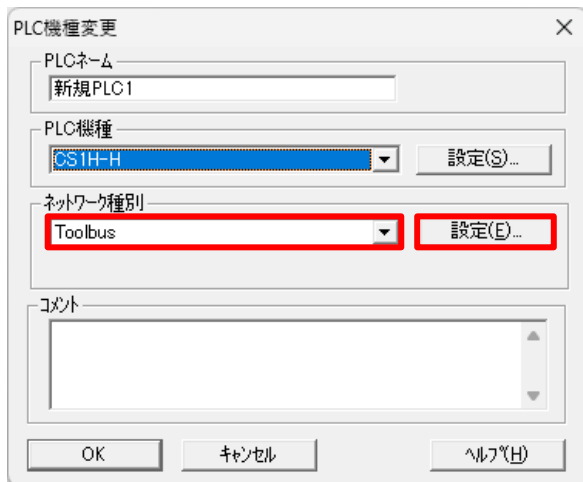 PLC機種変更
PLCネーム
新規PLC1
PLC機種
CS1H-H
設定(S)...
ネットワーク種別
Toolbus
設定(E)...
コメント
OK
キャンセル
ヘルプ(H)